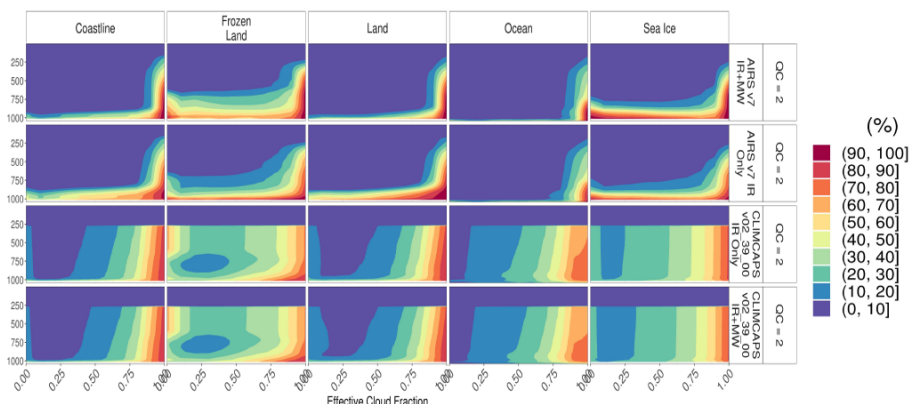 Coastline
Frozen
Land
Land
Ocean
Sea Ice
250
500
750
1000
AIRS v7
IR+MW
QC = 2
250
500
750
1000
AIRS v7 IR
Only
QC = 2
250
500
750
1000
CLIMCAPS
v02_39_00
IR Only
QC = 2
250
500
750
1000
CLIMCAPS
v02_39_00
IR+MW
QC = 2
0.00 0.25 0.50 0.75 1.00
0.00 0.25 0.50 0.75 1.00
0.00 0.25 0.50 0.75 1.00
0.00 0.25 0.50 0.75 1.00
0.00 0.25 0.50 0.75 1.00
Effective Cloud Fraction
(%)
(90, 100]
(80, 90]
(70, 80]
(60, 70]
(50, 60]
(40, 50]
(30, 40]
(20, 30]
(10, 20]
(0, 10]